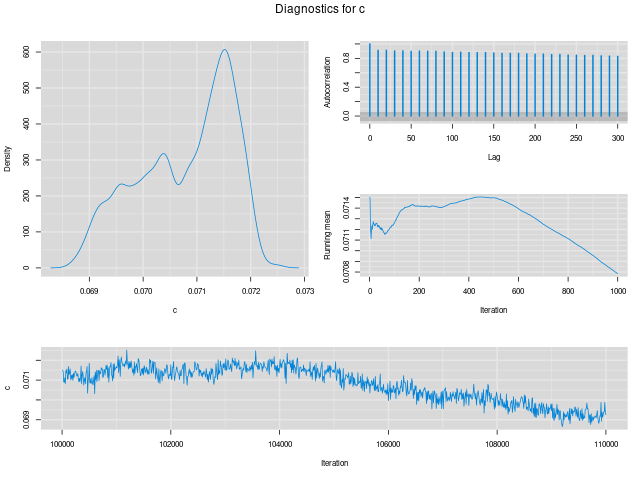 Diagnostics for c
Density
600
500
400
300
200
100
0
0.069 0.070 0.071 0.072 0.073
c
Autocorrelation
0.8
0.4
0.0
0 50 100 150 200 250 300
Lag
Running mean
0.0714
0.0711
0.0708
0 200 400 600 800 1000
Iteration
c
0.071
0.069
100000 102000 104000 106000 108000 110000
Iteration